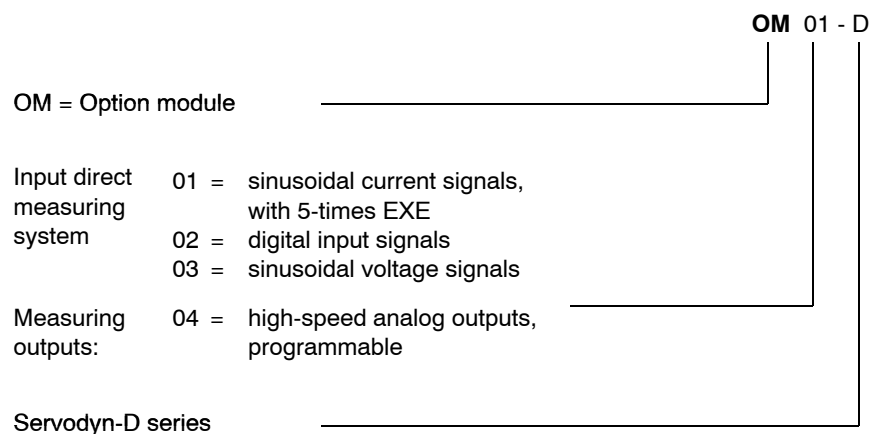 OM 01 - D
OM = Option module
Input direct measuring system
01 = sinusoidal current signals, with 5-times EXE
02 = digital input signals
03 = sinusoidal voltage signals
Measuring outputs:
04 = high-speed analog outputs, programmable
Servodyn-D series